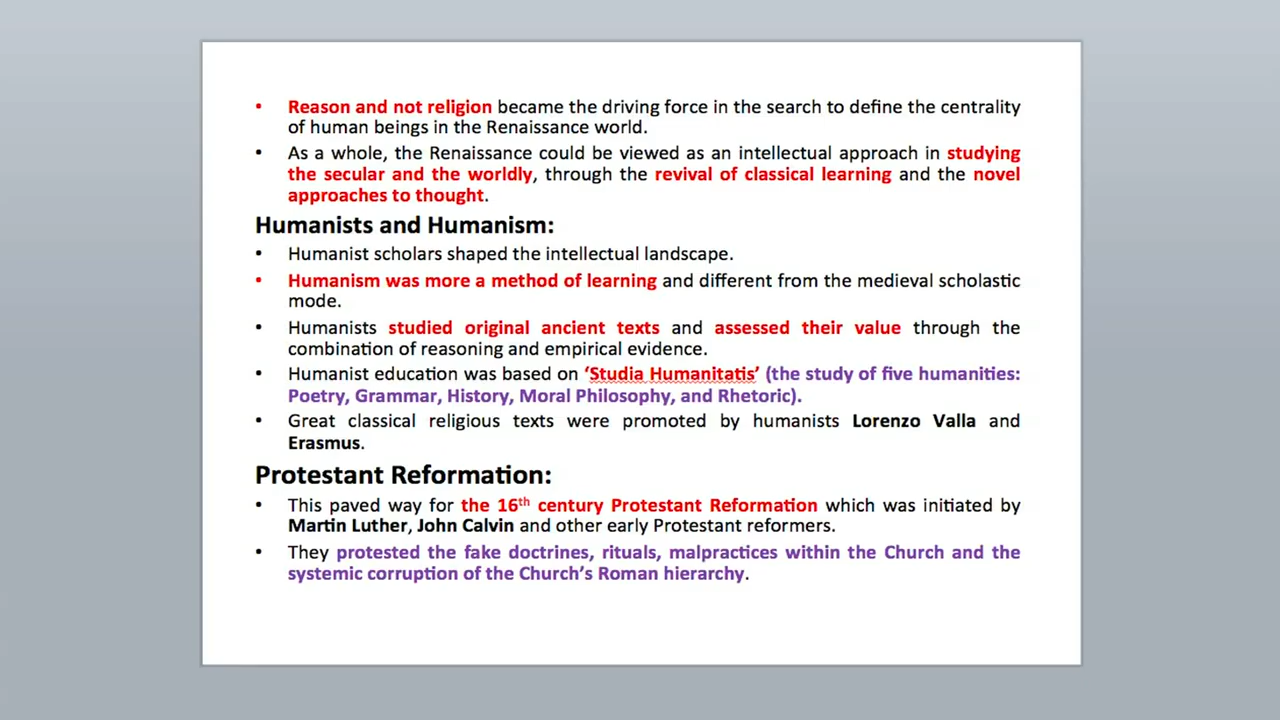 • Reason and not religion became the driving force in the search to define the centrality
of human beings in the Renaissance world.
• As a whole, the Renaissance could be viewed as an intellectual approach in studying
the secular and the worldly, through the revival of classical learning and the novel
approaches to thought.
Humanists and Humanism:
• Humanist scholars shaped the intellectual landscape.
• Humanism was more a method of learning and different from the medieval scholastic
mode.
• Humanists studied original ancient texts and assessed their value through the
combination of reasoning and empirical evidence.
• Humanist education was based on ‘Studia Humanitatis’ (the study of five humanities:
Poetry, Grammar, History, Moral Philosophy, and Rhetoric).
• Great classical religious texts were promoted by humanists Lorenzo Valla and
Erasmus.
Protestant Reformation:
• This paved way for the 16th century Protestant Reformation which was initiated by
Martin Luther, John Calvin and other early Protestant reformers.
• They protested the fake doctrines, rituals, malpractices within the Church and the
systemic corruption of the Church’s Roman hierarchy.